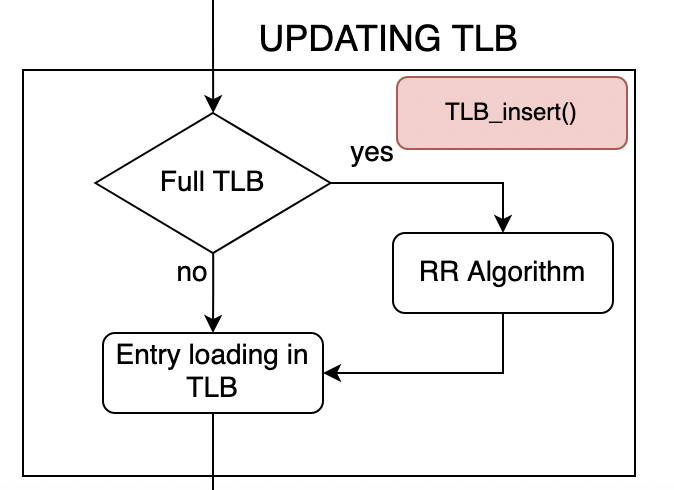 UPDATING TLB
TLB_insert()
yes
Full TLB
RR Algorithm
no
Entry loading in
TLB